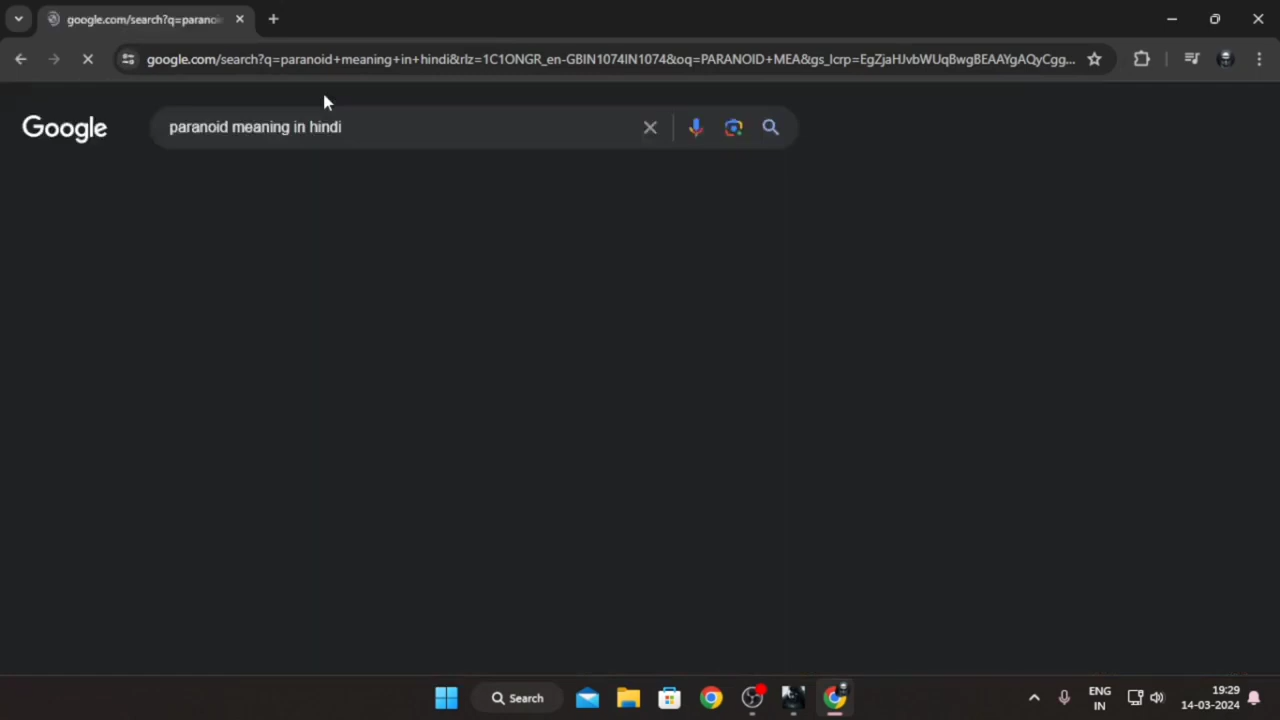 google.com/search?q=paranoi
google.com/search?q=paranoid+meaning+in+hindi&rlz=1C1ONGR_en-GBIN1074IN1074&oq=PARANOID+MEA&gs_lcrp=EgZjaHJvbWUqBwgBEAAYgAQyCgg...
Google
paranoid meaning in hindi
Search
ENG
IN
19:29
14-03-2024